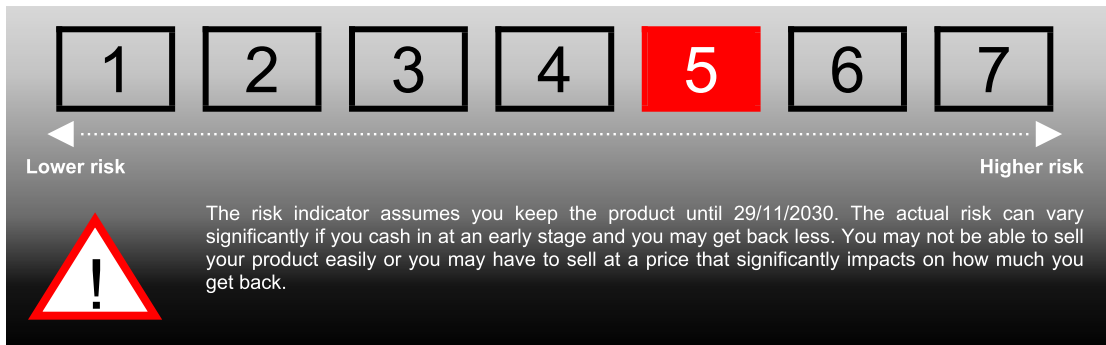 1 2 3 4 5 6 7
Lower risk Higher risk
The risk indicator assumes you keep the product until 29/11/2030. The actual risk can vary
significantly if you cash in at an early stage and you may get back less. You may not be able to sell
your product easily or you may have to sell at a price that significantly impacts on how much you
get back.
!